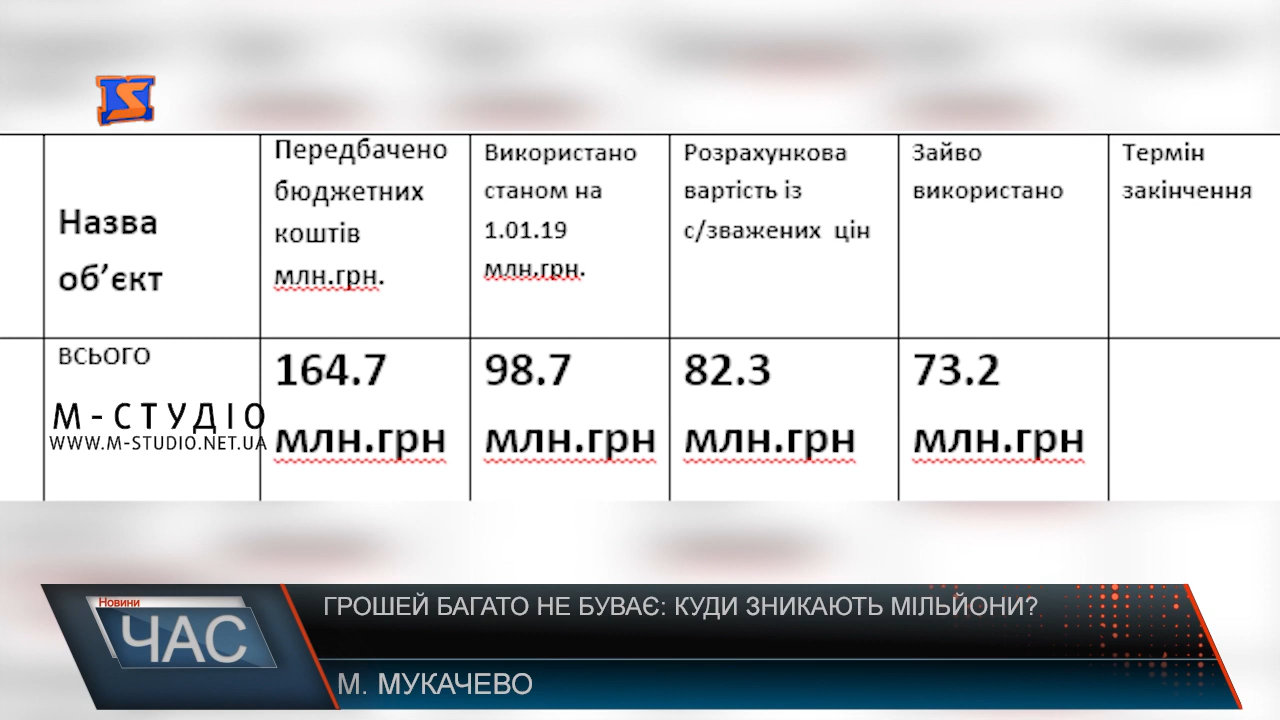 Назва
об’єкт
Передбачено
бюджетних
коштів
млн.грн.
Використано
станом на
1.01.19
млн.грн.
Розрахункова
вартість із
с/зважених цін
Зайво
використано
Термін
закінчення
ВСЬОГО
164.7
млн.грн
98.7
млн.грн
82.3
млн.грн
73.2
млн.грн
М-СТУДІО
WWW.M-STUDIO.NET.UA
Новини
ЧАС
ГРОШЕЙ БАГАТО НЕ БУВАЄ: КУДИ ЗНИКАЮТЬ МІЛЬЙОНИ?
М. МУКАЧЕВО